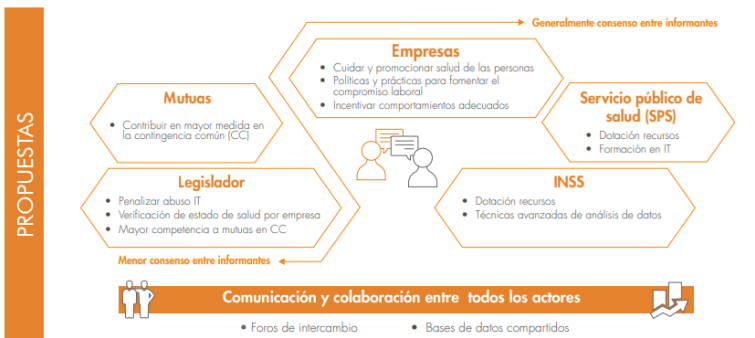 PROPUESTAS
Generalmente consenso entre informantes
Empresas
• Cuidar y promocionar salud de las personas
• Políticas y prácticas para fomentar el
compromiso laboral
• Incentivar comportamientos adecuados
Mutuas
• Contribuir en mayor medida en
la contingencia común (CC)
Servicio público de
salud (SPS)
• Dotación recursos
• Formación en IT
Legislador
• Penalizar abuso IT
• Verificación de estado de salud por empresa
• Mayor competencia a mutuas en CC
INSS
• Dotación recursos
• Técnicas avanzadas de análisis de datos
Menor consenso entre informantes
Comunicación y colaboración entre todos los actores
• Foros de intercambio
• Bases de datos compartidos